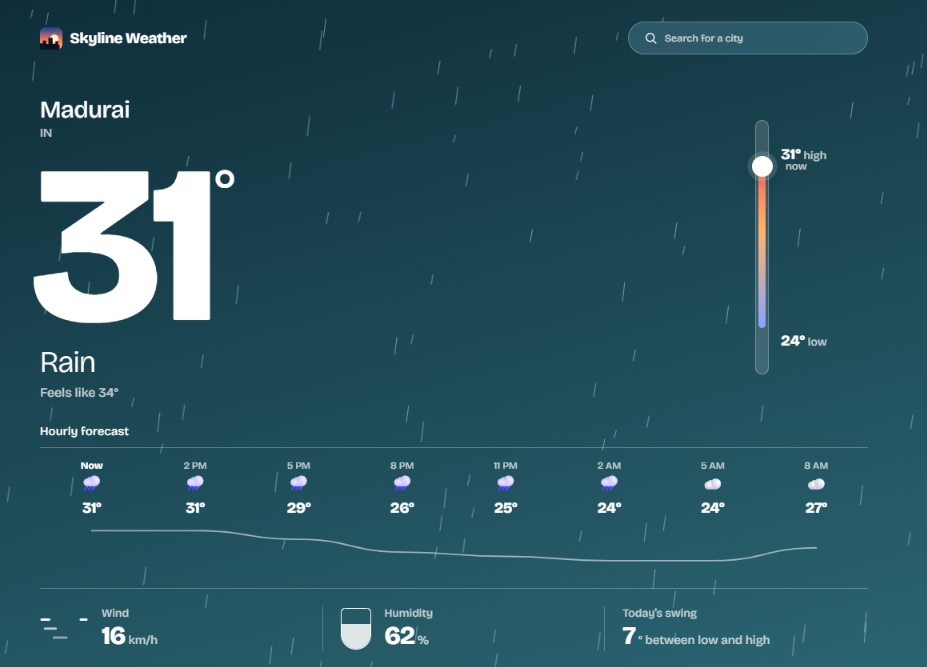 Skyline Weather
Search for a city
Madurai
IN
31°
31° high
now
24° low
Rain
Feels like 34°
Hourly forecast
Now 2 PM 5 PM 8 PM 11 PM 2 AM 5 AM 8 AM
31° 31° 29° 26° 25° 24° 24° 27°
Wind
16 km/h
Humidity
62 %
Today's swing
7 ° between low and high